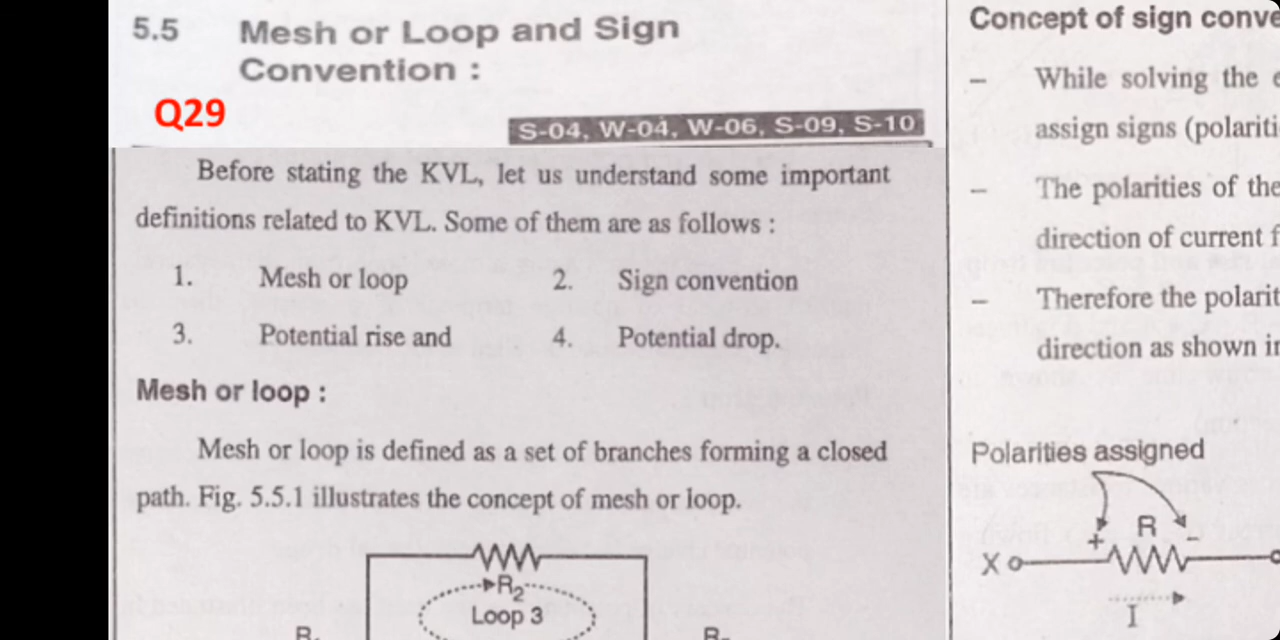 5.5 Mesh or Loop and Sign
Convention :
Q29
S-04, W-04, W-06, S-09, S-10
Before stating the KVL, let us understand some important
definitions related to KVL. Some of them are as follows :
1. Mesh or loop 2. Sign convention
3. Potential rise and 4. Potential drop.
Mesh or loop :
Mesh or loop is defined as a set of branches forming a closed
path. Fig. 5.5.1 illustrates the concept of mesh or loop.
R2
Loop 3
Concept of sign conve
– While solving the
assign signs (polariti
– The polarities of the
direction of current f
– Therefore the polarit
direction as shown in
Polarities assigned
+ R
X
I